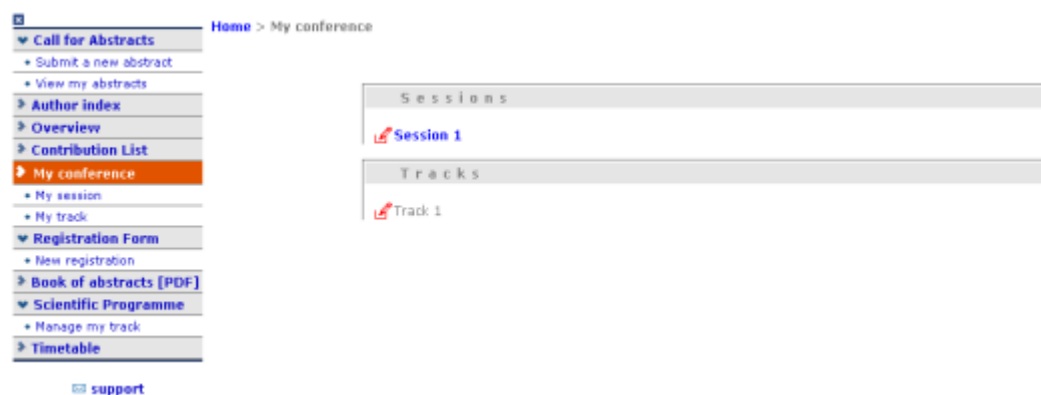 Home > My conference
Call for Abstracts
Submit a new abstract
View my abstracts
Author index
Overview
Contribution List
My conference
My session
My track
Registration Form
New registration
Book of abstracts [PDF]
Scientific Programme
Manage my track
Timetable
support
Sessions
Session 1
Tracks
Track 1